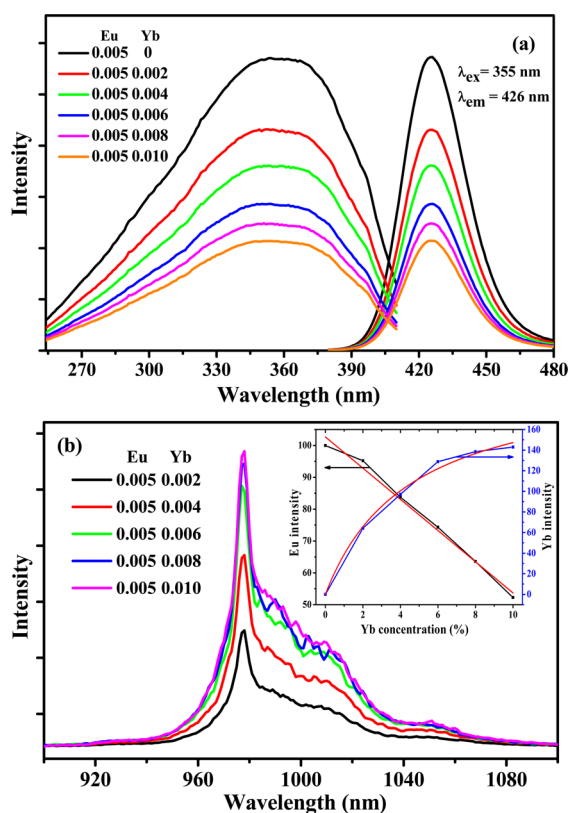 (a)
Eu Yb
0.005 0
0.005 0.002
0.005 0.004
0.005 0.006
0.005 0.008
0.005 0.010
λex= 355 nm
λem = 426 nm
Intensity
270 300 330 360 390 420 450 480
Wavelength (nm)
(b)
Eu Yb
0.005 0.002
0.005 0.004
0.005 0.006
0.005 0.008
0.005 0.010
Intensity
920 960 1000 1040 1080
Wavelength (nm)
Eu intensity
100
90
80
70
60
50
0 2 4 6 8 10
Yb concentration (%)
160
140
120
100
80
60
40
20
0
Yb intensity